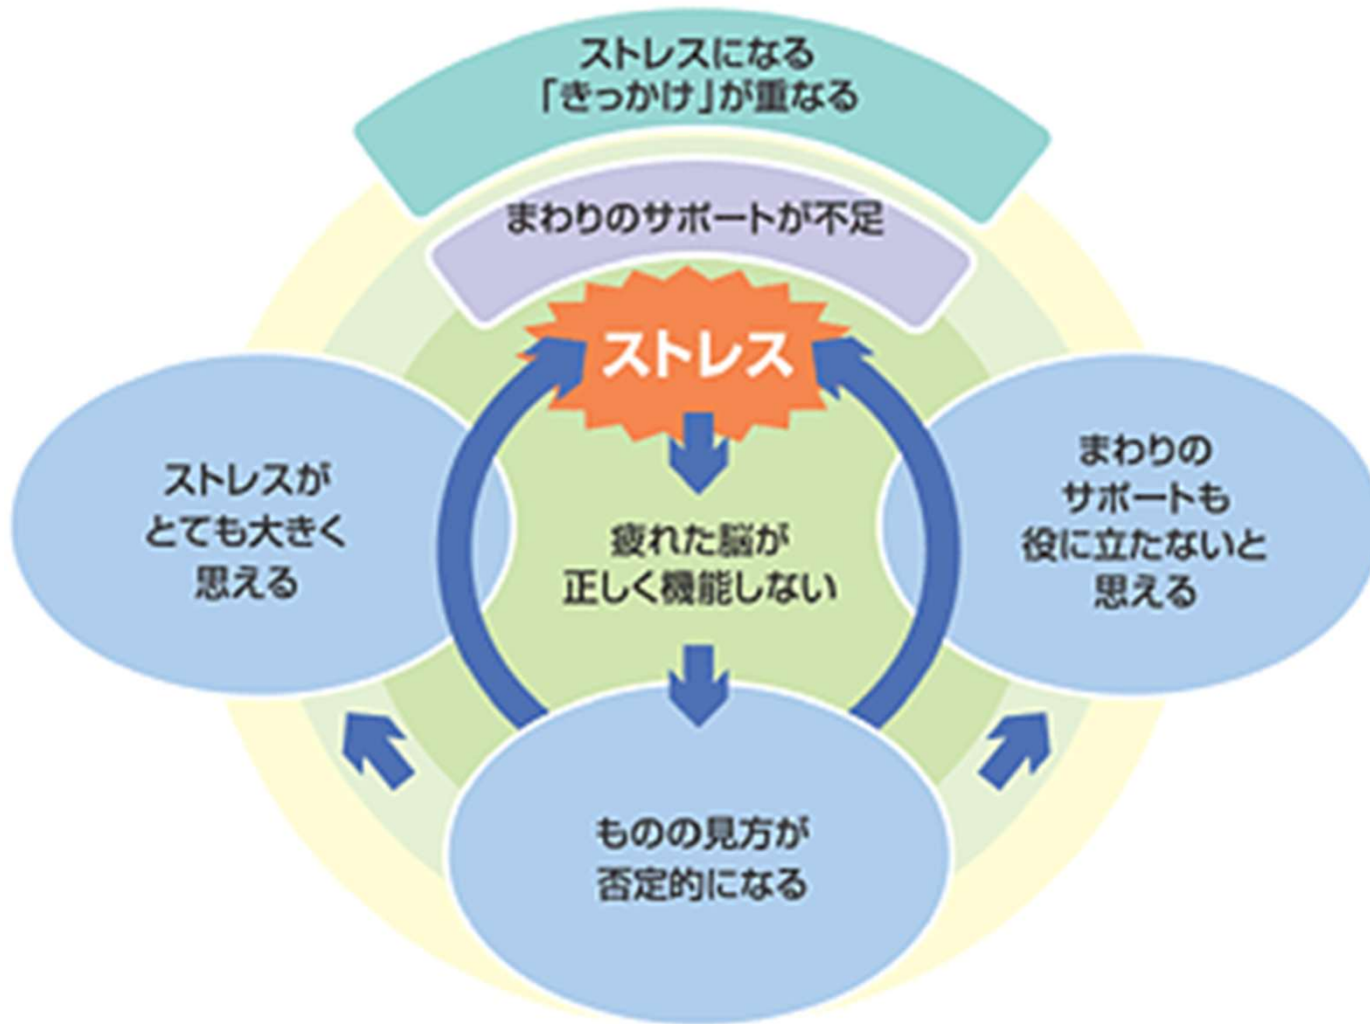 ストレスになる
「きっかけ」が重なる
まわりのサポートが不足
ストレス
ストレスが
とても大きく
思える
疲れた脳が
正しく機能しない
まわりの
サポートも
役に立たないと
思える
ものの見方が
否定的になる